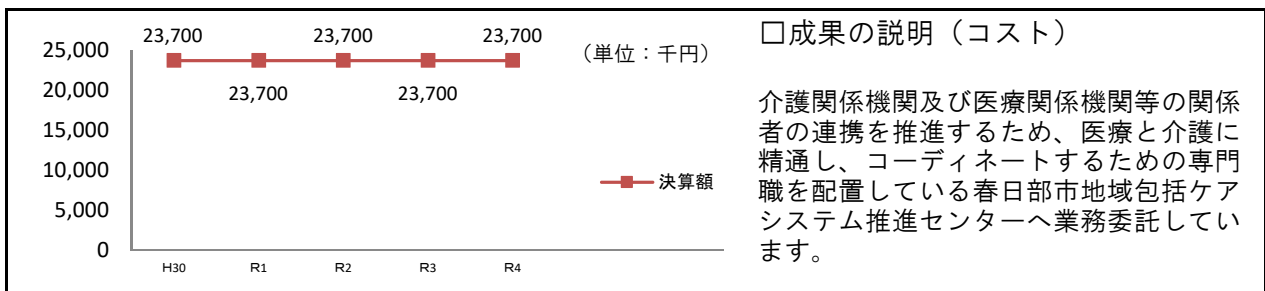 23,700 23,700 23,700
25,000
(単位：千円)
20,000
23,700 23,700
15,000
10,000
決算額
5,000
0
H30 R1 R2 R3 R4
□成果の説明（コスト）
介護関係機関及び医療関係機関等の関係
者の連携を推進するため、医療と介護に
精通し、コーディネートするための専門
職を配置している春日部市地域包括ケア
システム推進センターへ業務委託してい
ます。